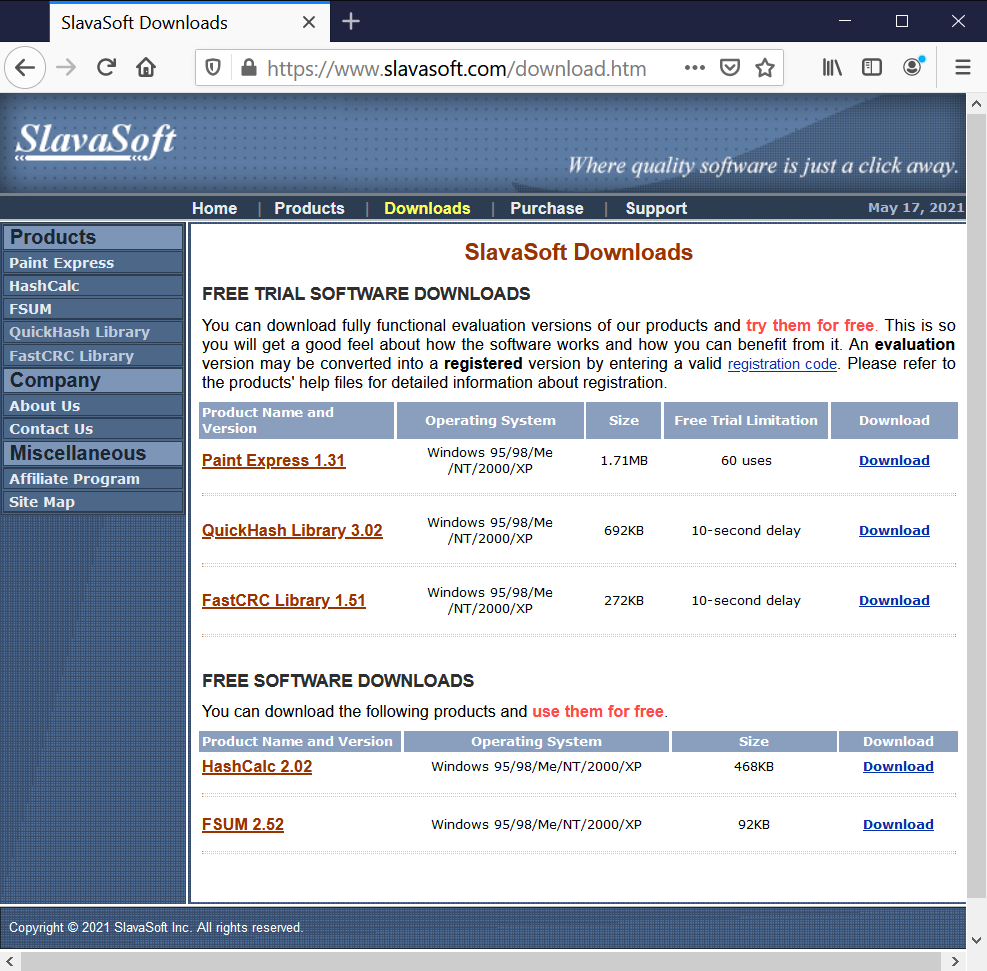 SlavaSoft Downloads
https://www.slavasoft.com/download.htm
SlavaSoft
Where quality software is just a click away.
Home | Products | Downloads | Purchase | Support
May 17, 2021
Products
Paint Express
HashCalc
FSUM
QuickHash Library
FastCRC Library
Company
About Us
Contact Us
Miscellaneous
Affiliate Program
Site Map
SlavaSoft Downloads
FREE TRIAL SOFTWARE DOWNLOADS
You can download fully functional evaluation versions of our products and try them for free. This is so
you will get a good feel about how the software works and how you can benefit from it. An evaluation
version may be converted into a registered version by entering a valid registration code. Please refer to
the products' help files for detailed information about registration.
Product Name and
Version
Operating System
Size
Free Trial Limitation
Download
Paint Express 1.31
Windows 95/98/Me
/NT/2000/XP
1.71MB
60 uses
Download
QuickHash Library 3.02
Windows 95/98/Me
/NT/2000/XP
692KB
10-second delay
Download
FastCRC Library 1.51
Windows 95/98/Me
/NT/2000/XP
272KB
10-second delay
Download
FREE SOFTWARE DOWNLOADS
You can download the following products and use them for free.
Product Name and Version
Operating System
Size
Download
HashCalc 2.02
Windows 95/98/Me/NT/2000/XP
468KB
Download
FSUM 2.52
Windows 95/98/Me/NT/2000/XP
92KB
Download
Copyright © 2021 SlavaSoft Inc. All rights reserved.